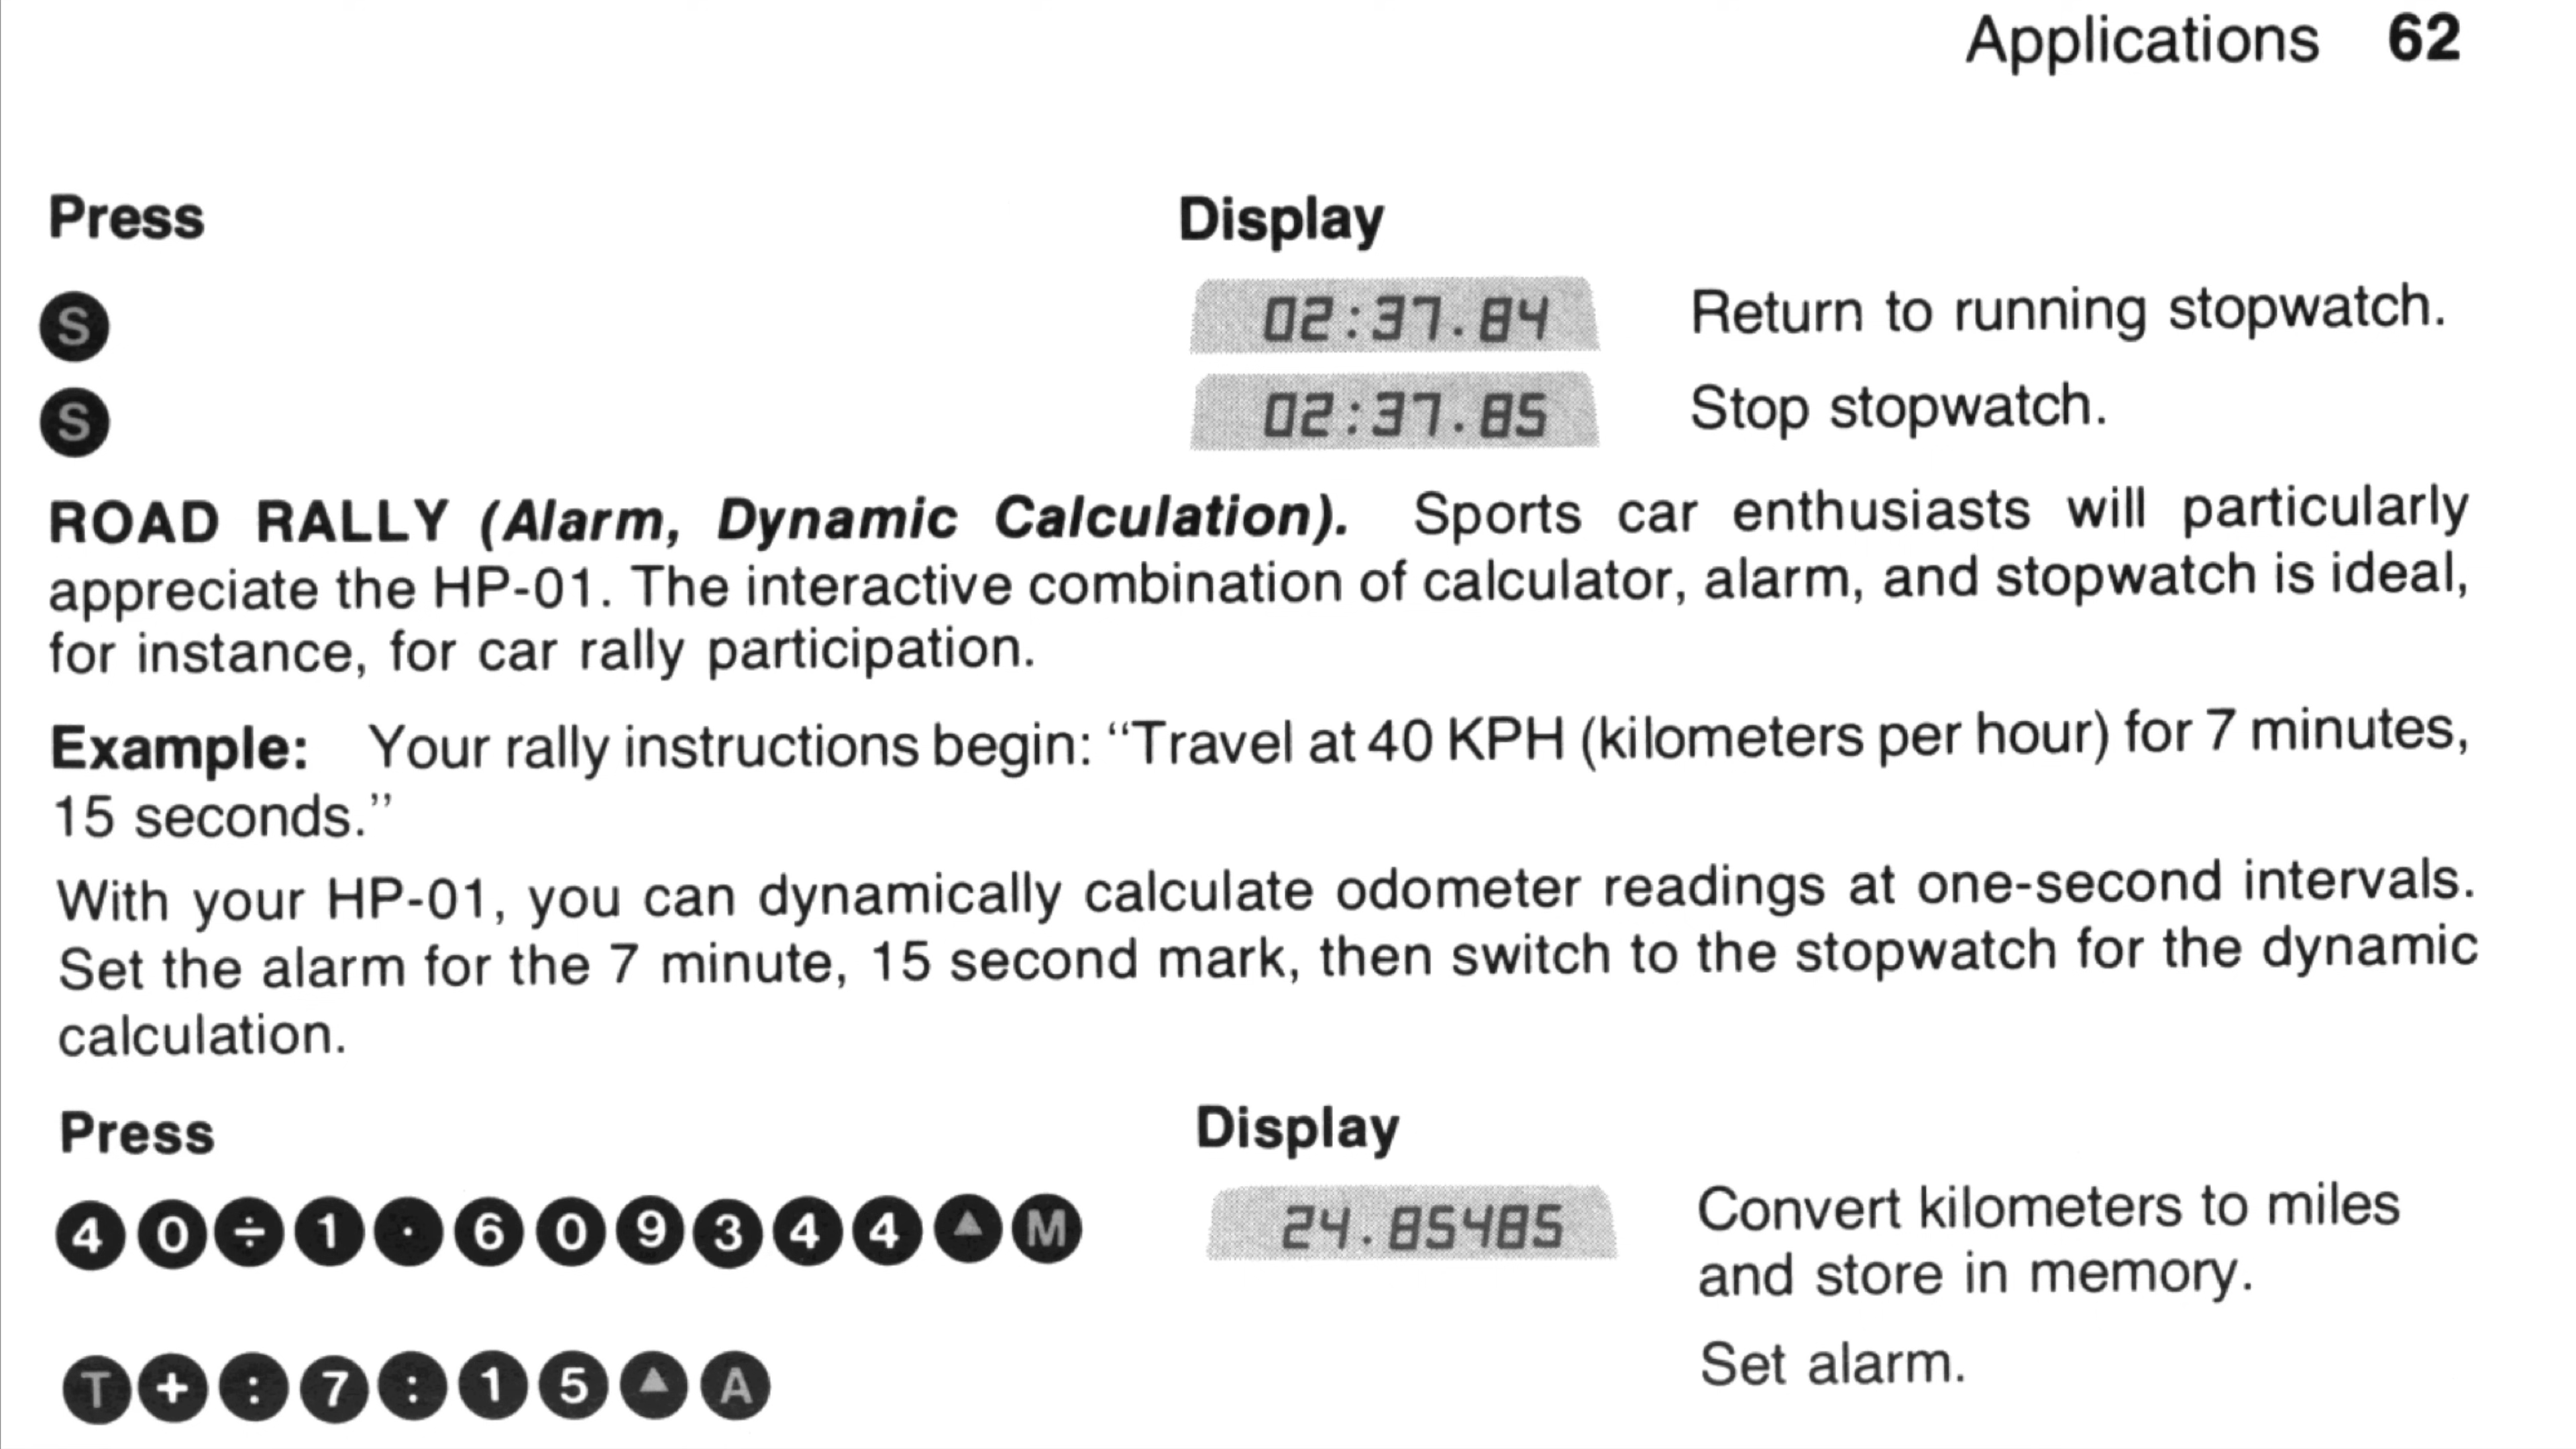 Applications 62
Press Display
S 02:37.84 Return to running stopwatch.
S 02:37.85 Stop stopwatch.
ROAD RALLY (Alarm, Dynamic Calculation). Sports car enthusiasts will particularly
appreciate the HP-01. The interactive combination of calculator, alarm, and stopwatch is ideal,
for instance, for car rally participation.
Example: Your rally instructions begin: “Travel at 40 KPH (kilometers per hour) for 7 minutes,
15 seconds.”
With your HP-01, you can dynamically calculate odometer readings at one-second intervals.
Set the alarm for the 7 minute, 15 second mark, then switch to the stopwatch for the dynamic
calculation.
Press Display
4 0 ÷ 1 · 6 0 9 3 4 4 ▲ M 24.85485 Convert kilometers to miles
and store in memory.
T + : 7 : 1 5 ▲ A Set alarm.